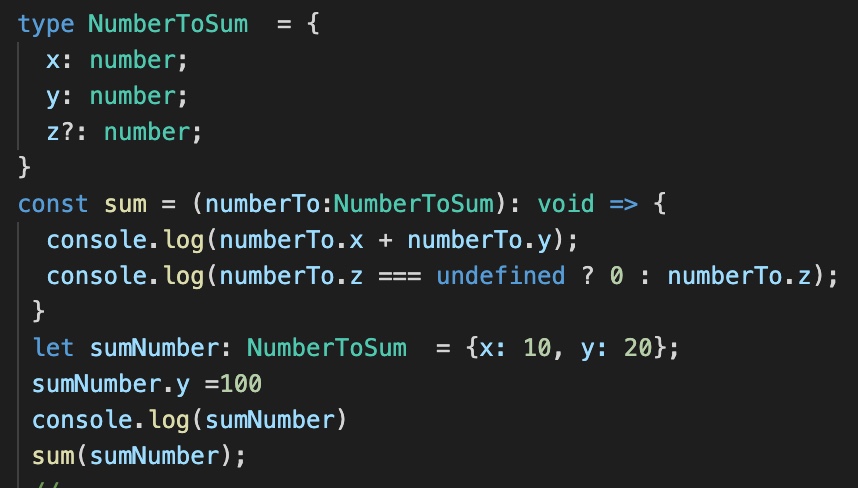 type NumberToSum  = {
  x: number;
  y: number;
  z?: number;
}
const sum = (numberTo:NumberToSum): void => {
  console.log(numberTo.x + numberTo.y);
  console.log(numberTo.z === undefined ? 0 : numberTo.z);
 }
 let sumNumber: NumberToSum  = {x: 10, y: 20};
 sumNumber.y =100
 console.log(sumNumber)
 sum(sumNumber);
 //